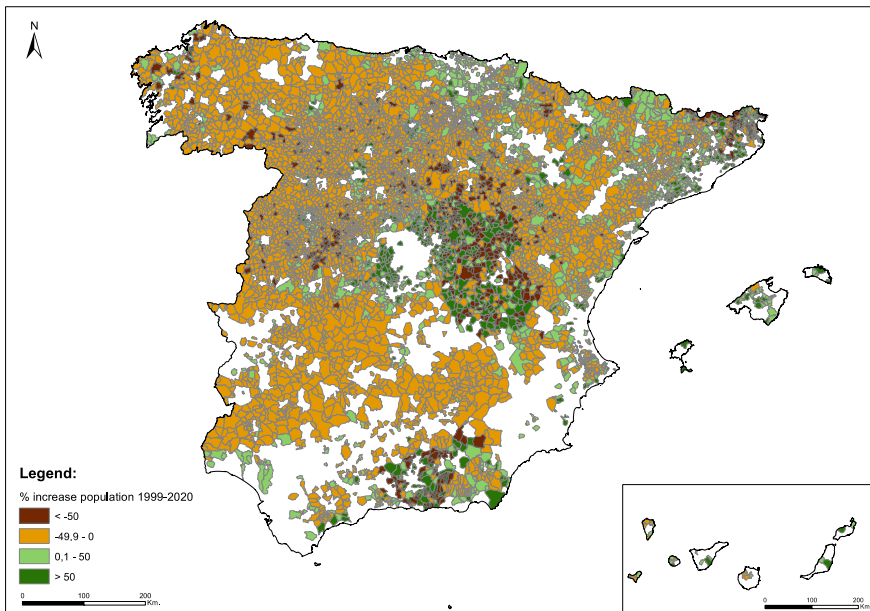 N
Legend:
% increase population 1999-2020
< -50
-49,9 - 0
0,1 - 50
> 50
0 100 200
Km.
0 100 200
Km.